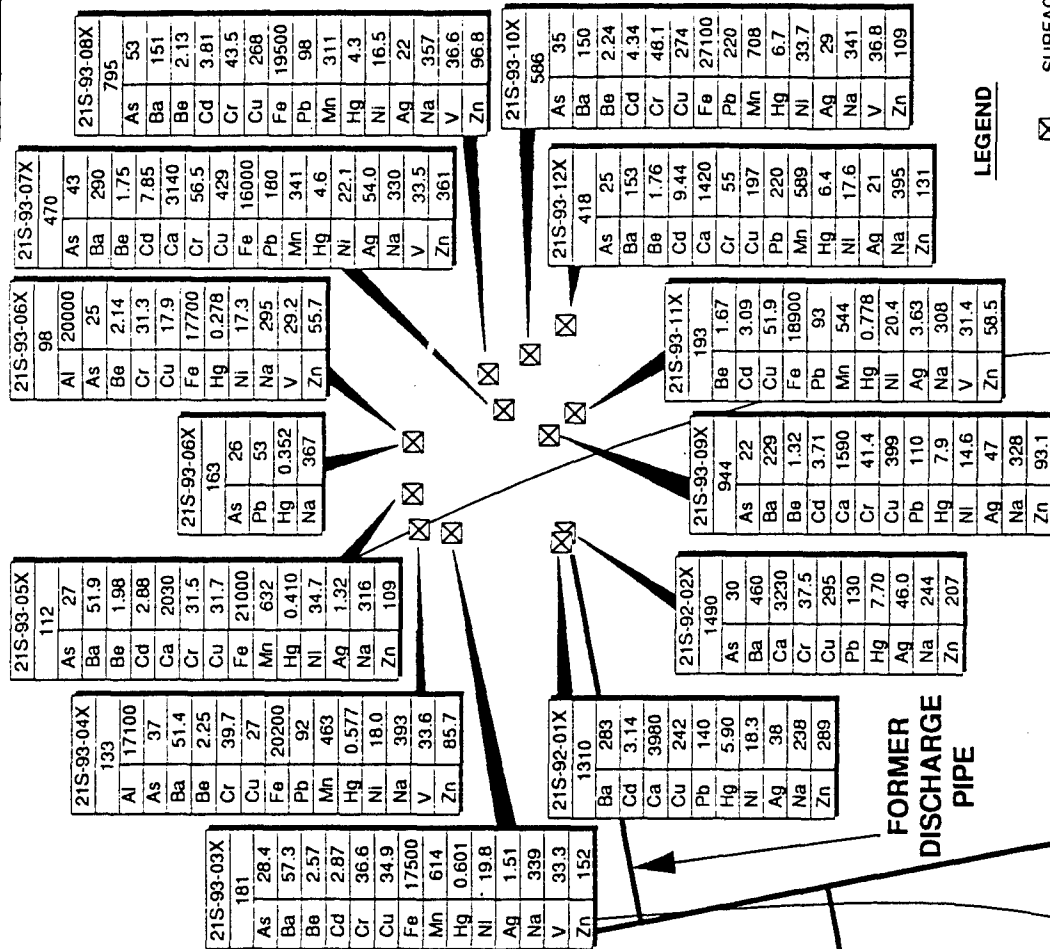 21S-93-08X
795
As 53
Ba 151
Be 2.13
Cd 3.81
Cr 43.5
Cu 268
Fe 19500
Pb 98
Mn 311
Hg 4.3
Ni 16.5
Ag 22
Na 357
V 36.6
Zn 96.8
21S-93-10X
586
As 35
Ba 150
Be 2.24
Cd 4.34
Cr 48.1
Cu 274
Fe 27100
Pb 220
Mn 708
Hg 6.7
Ni 33.7
Ag 29
Na 341
V 36.8
Zn 109
21S-93-07X
470
As 43
Ba 290
Be 1.75
Cd 7.85
Ca 3140
Cr 56.5
Cu 429
Fe 16000
Pb 180
Mn 341
Hg 4.6
Ni 22.1
Ag 54.0
Na 330
V 33.5
Zn 361
21S-93-12X
418
As 25
Ba 153
Be 1.76
Cd 9.44
Ca 1420
Cr 55
Cu 197
Pb 220
Mn 589
Hg 6.4
Ni 17.6
Ag 21
Na 395
Zn 131
21S-93-06X
98
Al 20000
As 25
Be 2.14
Cr 31.3
Cu 17.9
Fe 17700
Hg 0.278
Ni 17.3
Na 295
V 29.2
Zn 55.7
21S-93-06X
163
As 26
Pb 53
Hg 0.352
Na 367
21S-93-11X
193
Be 1.67
Cd 3.09
Cu 51.9
Fe 18900
Pb 93
Mn 544
Hg 0.778
Ni 20.4
Ag 3.63
Na 308
V 31.4
Zn 58.5
21S-93-05X
112
As 27
Ba 51.9
Be 1.98
Cd 2.88
Ca 2030
Cr 31.5
Cu 31.7
Fe 21000
Mn 632
Hg 0.410
Ni 34.7
Ag 1.32
Na 316
Zn 109
21S-93-09X
944
As 22
Ba 229
Be 1.32
Cd 3.71
Ca 1590
Cr 41.4
Cu 399
Pb 110
Hg 7.9
Ni 14.6
Ag 47
Na 328
Zn 93.1
21S-93-04X
133
Al 17100
As 37
Ba 51.4
Be 2.25
Cr 39.7
Cu 27
Fe 20200
Pb 92
Mn 463
Hg 0.577
Ni 18.0
Na 393
V 33.6
Zn 85.7
21S-92-02X
1490
As 30
Ba 460
Ca 3230
Cr 37.5
Cu 295
Pb 130
Hg 7.70
Ag 46.0
Na 244
Zn 207
21S-93-03X
181
As 28.4
Ba 57.3
Be 2.57
Cd 2.87
Cr 36.6
Cu 34.9
Fe 17500
Mn 614
Hg 0.601
Ni 19.8
Ag 1.51
Na 339
V 33.3
Zn 152
21S-92-01X
1310
Ba 283
Cd 3.14
Ca 3980
Cu 242
Pb 140
Hg 5.90
Ni 18.3
Ag 38
Na 238
Zn 289
FORMER
DISCHARGE
PIPE
LEGEND